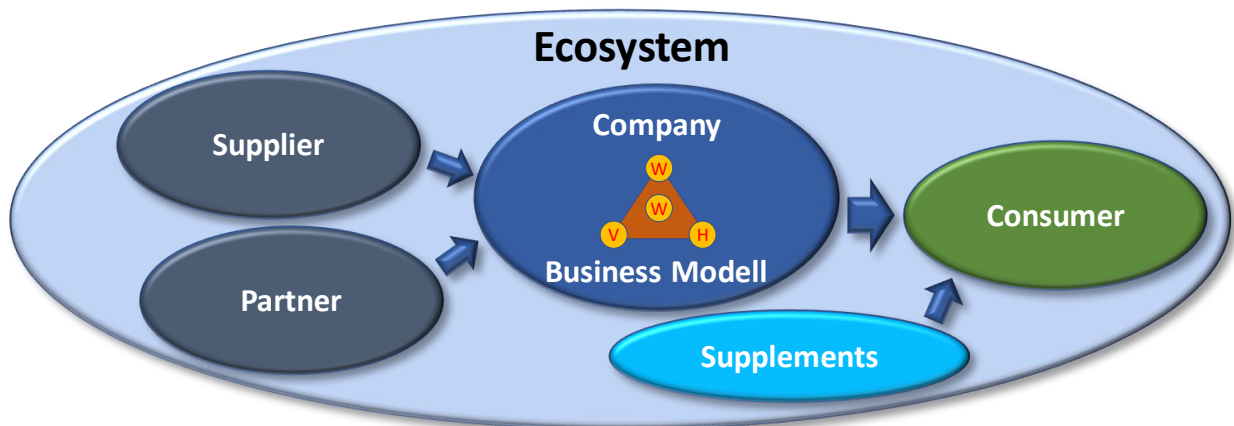 Ecosystem
Supplier
Partner
Company
W
W
V H
Business Modell
Consumer
Supplements